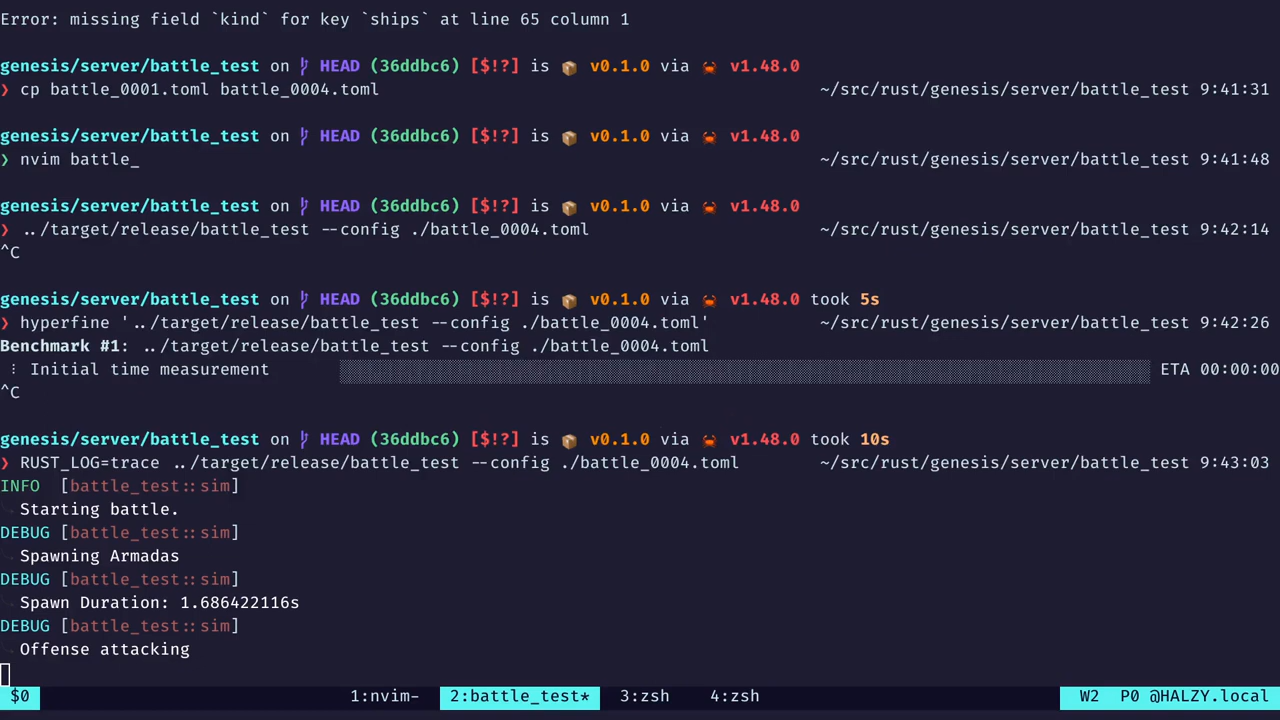 Error: missing field `kind` for key `ships` at line 65 column 1
genesis/server/battle_test on HEAD (36ddbc6) [$!?] is 📦 v0.1.0 via 🦀 v1.48.0
❯ cp battle_0001.toml battle_0004.toml ~/src/rust/genesis/server/battle_test 9:41:31
genesis/server/battle_test on HEAD (36ddbc6) [$!?] is 📦 v0.1.0 via 🦀 v1.48.0
❯ nvim battle_ ~/src/rust/genesis/server/battle_test 9:41:48
genesis/server/battle_test on HEAD (36ddbc6) [$!?] is 📦 v0.1.0 via 🦀 v1.48.0
❯ ../target/release/battle_test --config ./battle_0004.toml ~/src/rust/genesis/server/battle_test 9:42:14
^C
genesis/server/battle_test on HEAD (36ddbc6) [$!?] is 📦 v0.1.0 via 🦀 v1.48.0 took 5s
❯ hyperfine '../target/release/battle_test --config ./battle_0004.toml' ~/src/rust/genesis/server/battle_test 9:42:26
Benchmark #1: ../target/release/battle_test --config ./battle_0004.toml
⠇ Initial time measurement ETA 00:00:00
^C
genesis/server/battle_test on HEAD (36ddbc6) [$!?] is 📦 v0.1.0 via 🦀 v1.48.0 took 10s
❯ RUST_LOG=trace ../target/release/battle_test --config ./battle_0004.toml ~/src/rust/genesis/server/battle_test 9:43:03
INFO [battle_test::sim]
Starting battle.
DEBUG [battle_test::sim]
Spawning Armadas
DEBUG [battle_test::sim]
Spawn Duration: 1.686422116s
DEBUG [battle_test::sim]
Offense attacking
$0 1:nvim- 2:battle_test* 3:zsh 4:zsh W2 P0 @HALZY.local